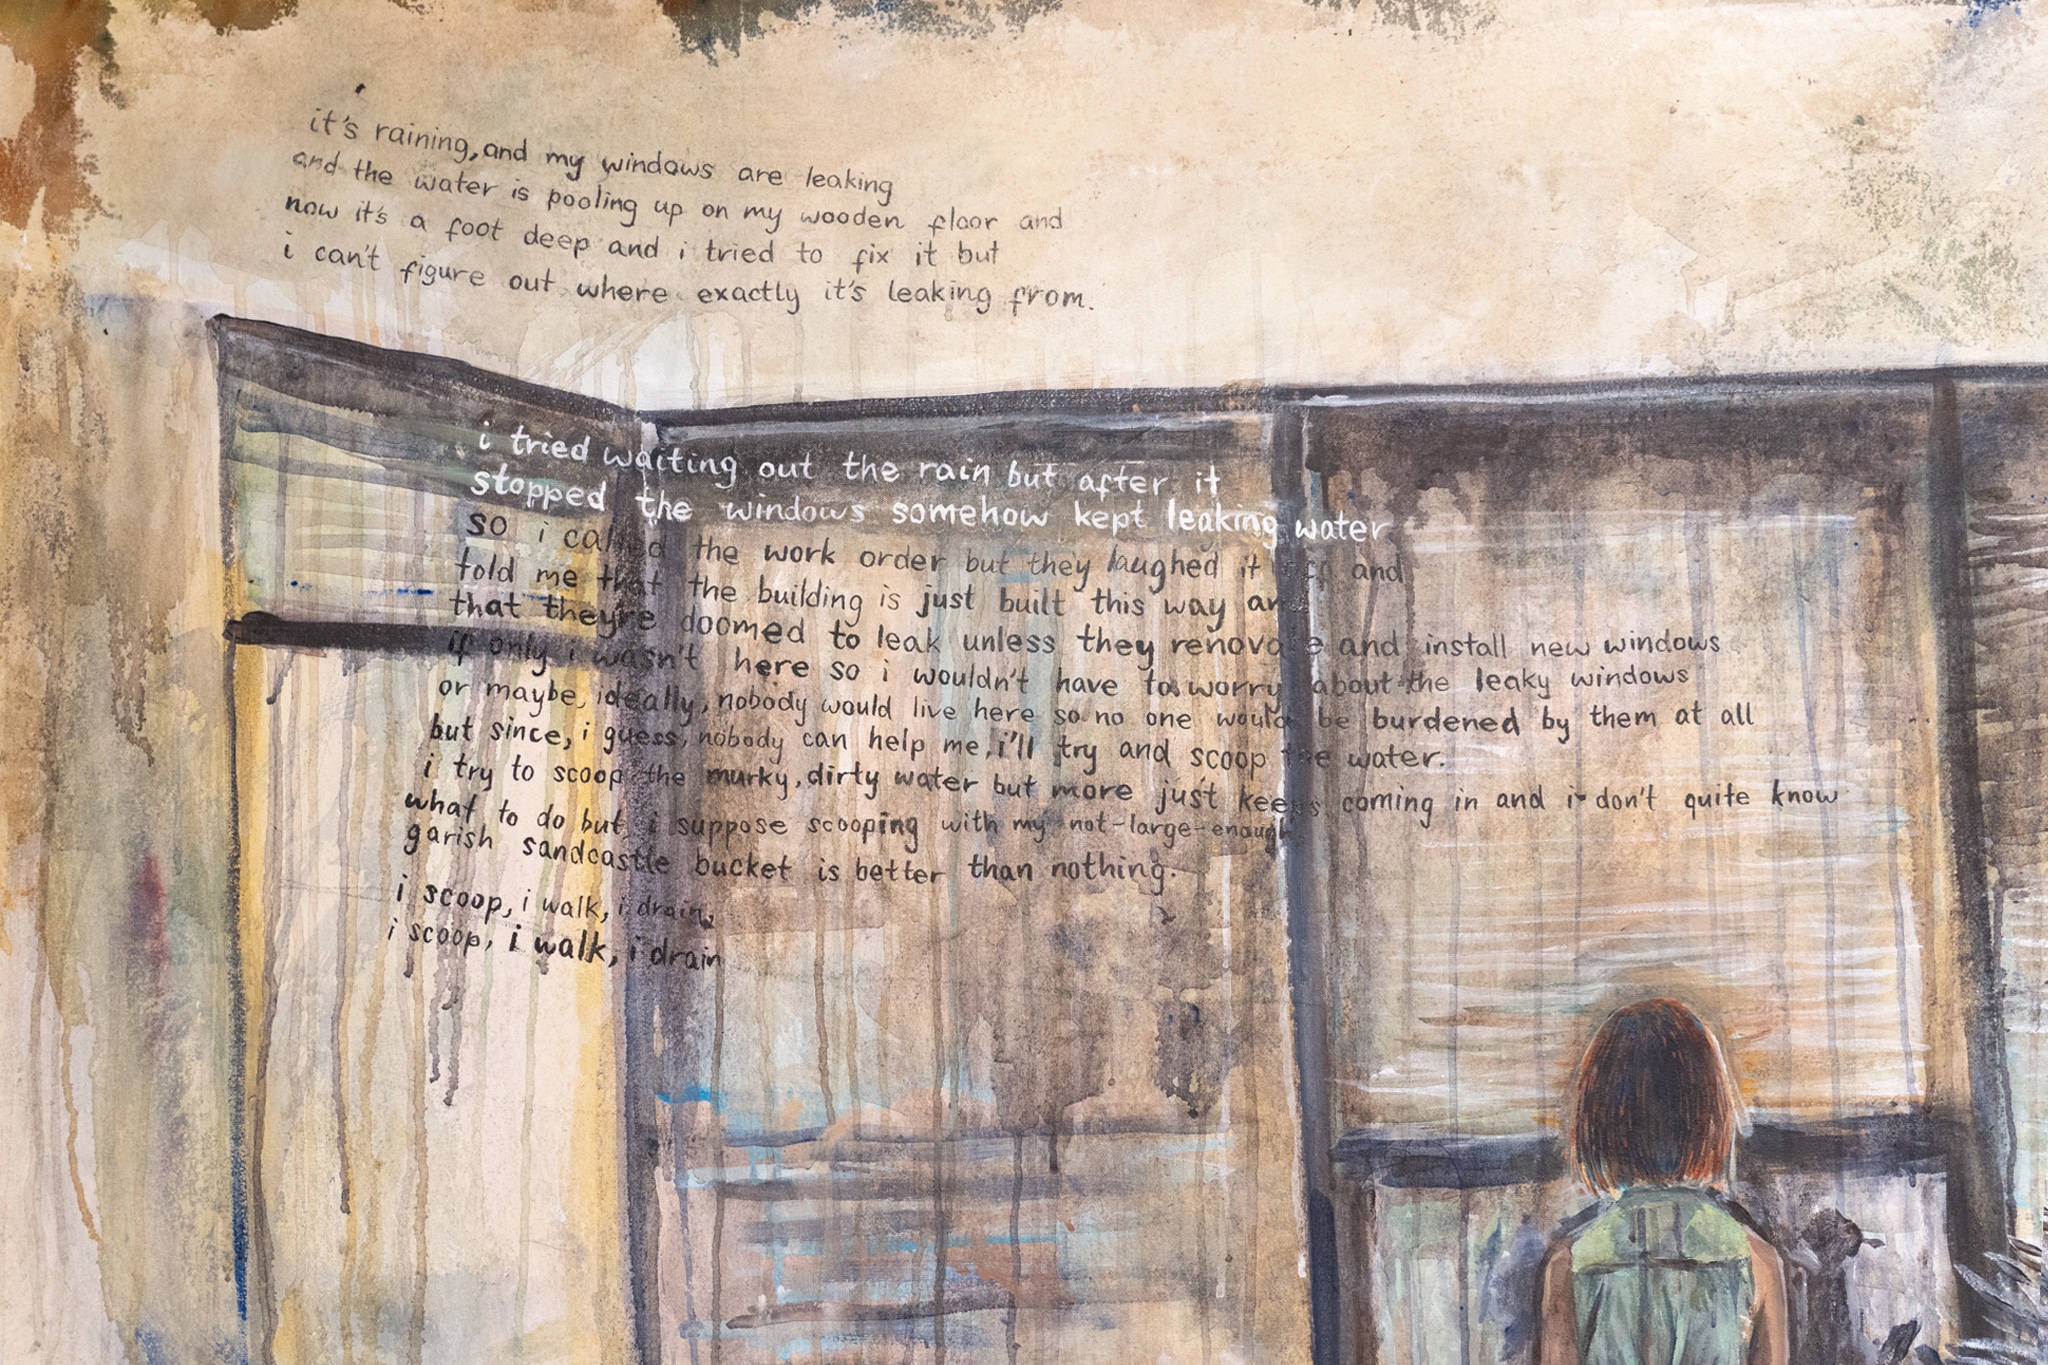 it's raining, and my windows are leaking
and the water is pooling up on my wooden floor and
now it's a foot deep and i tried to fix it but
i can't figure out where exactly it's leaking from.
i tried waiting out the rain but after it
stopped the windows somehow kept leaking water
so i called the work order but they laughed it off and
told me that the building is just built this way and
that they're doomed to leak unless they renovate and install new windows
if only i wasn't here so i wouldn't have to worry about the leaky windows
or maybe, ideally, nobody would live here so no one would be burdened by them at all
but since, i guess, nobody can help me, i'll try and scoop the water.
i try to scoop the murky, dirty water but more just keeps coming in and i don't quite know
what to do but, i suppose scooping with my not-large-enough
garish sandcastle bucket is better than nothing.
i scoop, i walk, i drain,
i scoop, i walk, i drain